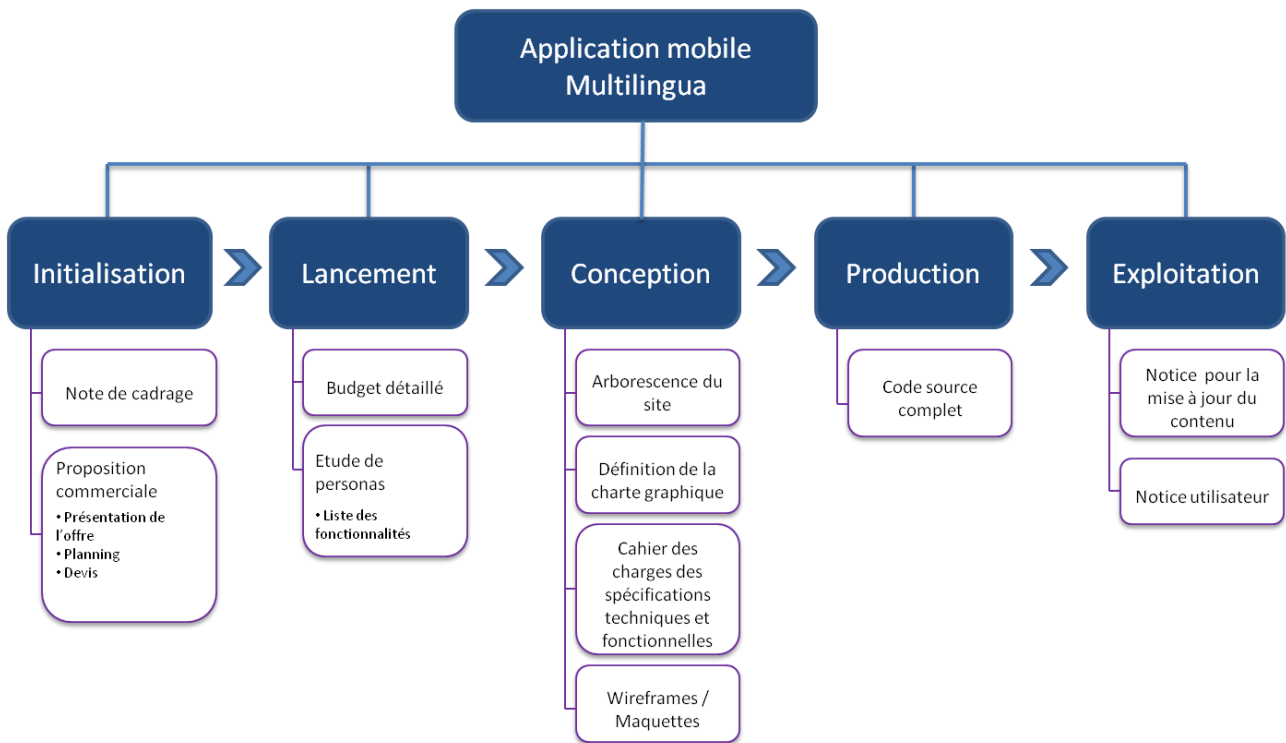 Application mobile
Multilingua
Initialisation
Lancement
Conception
Production
Exploitation
Note de cadrage
Proposition
commerciale
• Présentation de
l'offre
• Planning
• Devis
Budget détaillé
Etude de
personas
• Liste des
fonctionnalités
Arborescence du
site
Définition de la
charte graphique
Cahier des
charges des
spécifications
techniques et
fonctionnelles
Wireframes /
Maquettes
Code source
complet
Notice pour la
mise à jour du
contenu
Notice utilisateur